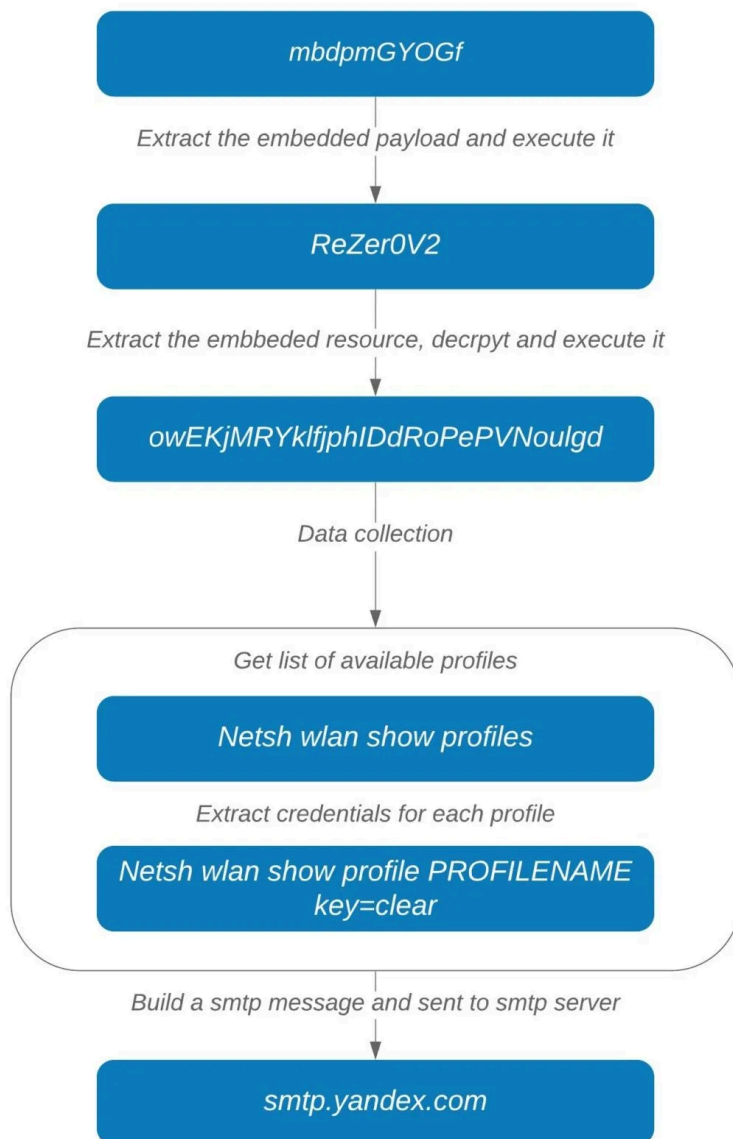 mbdpmGYOGf
Extract the embedded payload and execute it
ReZer0V2
Extract the embbeded resource, decrpyt and execute it
owEKjMRYklfjphIDdRoPePVNoulgd
Data collection
Get list of available profiles
Netsh wlan show profiles
Extract credentials for each profile
Netsh wlan show profile PROFILENAME
key=clear
Build a smtp message and sent to smtp server
smtp.yandex.com